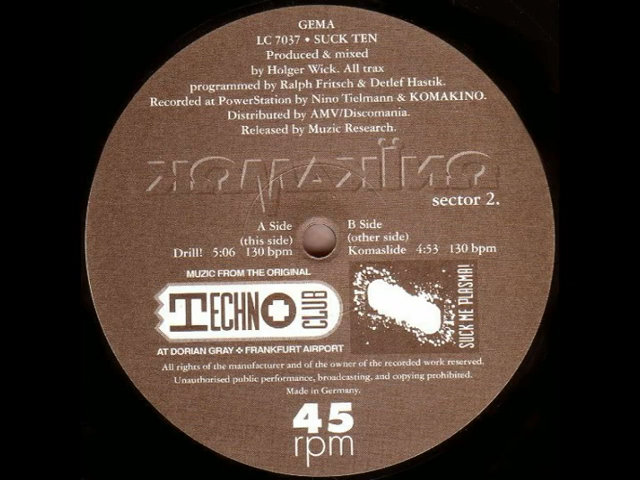 GEMA
LC 7037 • SUCK TEN
Produced & mixed
by Holger Wick. All trax
programmed by Ralph Fritsch & Detlef Hastik.
Recorded at PowerStation by Nino Tielmann & KOMAKINO.
Distributed by AMV/Discomania.
Released by Muzic Research.
sector 2.
A Side
(this side)
Drill! 5:06 130 bpm
B Side
(other side)
Komaslide 4:53 130 bpm
MUZIC FROM THE ORIGINAL
TECHNO CLUB
AT DORIAN GRAY ✧ FRANKFURT AIRPORT
SUCK ME PLASMA!
All rights of the manufacturer and of the owner of the recorded work reserved.
Unauthorised public performance, broadcasting, and copying prohibited.
Made in Germany.
45
rpm